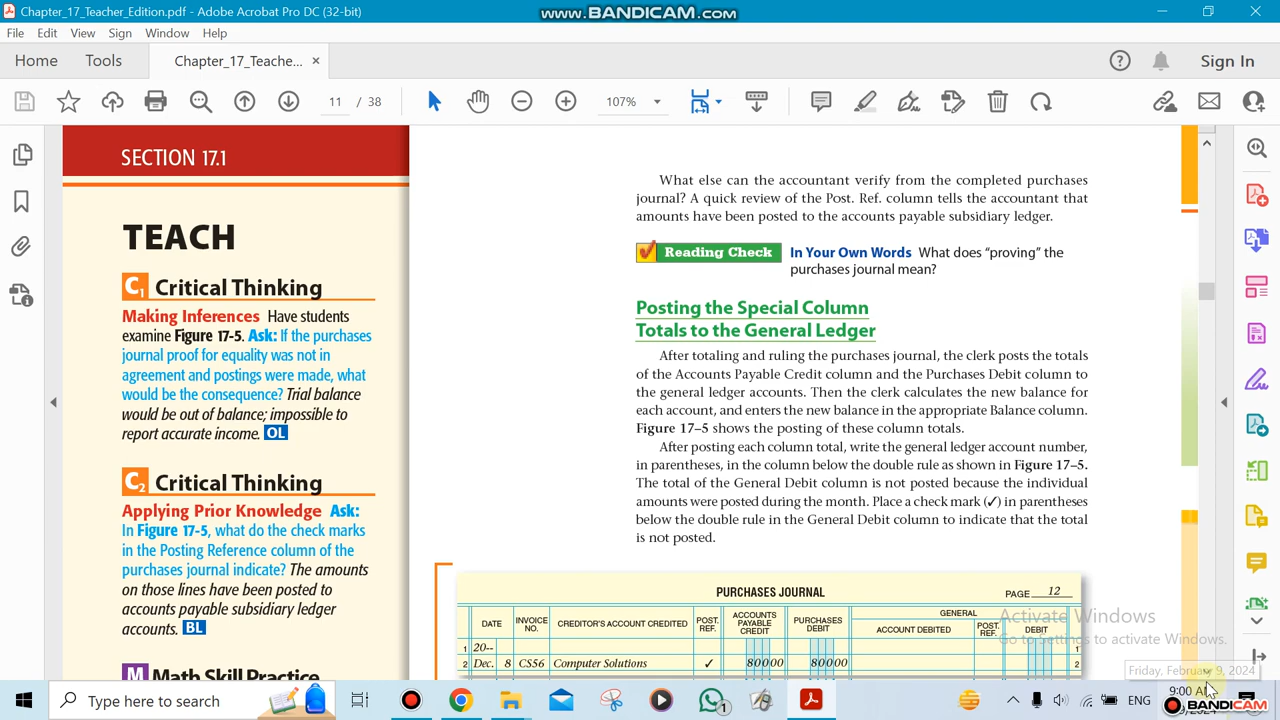 Chapter_17_Teacher_Edition.pdf - Adobe Acrobat Pro DC (32-bit)
www.BANDICAM.com
File Edit View Sign Window Help
Home Tools Chapter_17_Teache... × Sign In
11 / 38 107%
SECTION 17.1
TEACH
C1 Critical Thinking
Making Inferences Have students
examine Figure 17-5. Ask: If the purchases
journal proof for equality was not in
agreement and postings were made, what
would be the consequence? Trial balance
would be out of balance; impossible to
report accurate income. OL
C2 Critical Thinking
Applying Prior Knowledge Ask:
In Figure 17-5, what do the check marks
in the Posting Reference column of the
purchases journal indicate? The amounts
on those lines have been posted to
accounts payable subsidiary ledger
accounts. BL
M Math Skill Practice
What else can the accountant verify from the completed purchases
journal? A quick review of the Post. Ref. column tells the accountant that
amounts have been posted to the accounts payable subsidiary ledger.
Reading Check In Your Own Words What does “proving” the
purchases journal mean?
Posting the Special Column
Totals to the General Ledger
After totaling and ruling the purchases journal, the clerk posts the totals
of the Accounts Payable Credit column and the Purchases Debit column to
the general ledger accounts. Then the clerk calculates the new balance for
each account, and enters the new balance in the appropriate Balance column.
Figure 17–5 shows the posting of these column totals.
After posting each column total, write the general ledger account number,
in parentheses, in the column below the double rule as shown in Figure 17–5.
The total of the General Debit column is not posted because the individual
amounts were posted during the month. Place a check mark (✓) in parentheses
below the double rule in the General Debit column to indicate that the total
is not posted.
PURCHASES JOURNAL PAGE 12
DATE INVOICE NO. CREDITOR'S ACCOUNT CREDITED POST. REF. ACCOUNTS PAYABLE CREDIT PURCHASES DEBIT GENERAL
ACCOUNT DEBITED POST. REF. DEBIT
1 20-- 1
2 Dec. 8 CS56 Computer Solutions ✓ 80000 80000 2
Activate Windows
Go to Settings to activate Windows.
Friday, February 9, 2024
Type here to search
1
ENG
9:00 AM
BANDICAM